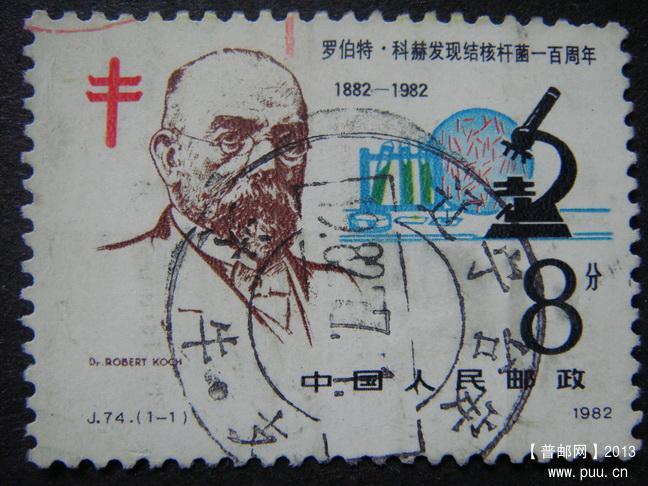 罗伯特·科赫发现结核杆菌一百周年
1882—1982
8分
Dr. ROBERT KOCH
中国人民邮政
J.74.(1-1)
1982
【普邮网】2013
www.puu.cn